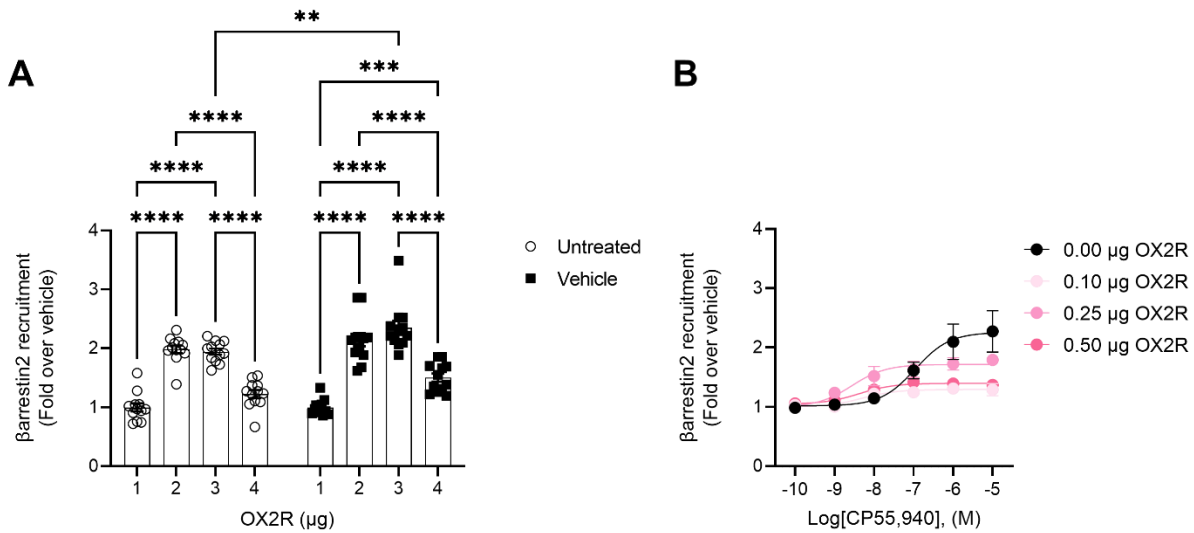 A
**
***
****
****
****
****
****
****
****
****
βarrestin2 recruitment
(Fold over vehicle)
4
3
2
1
0
1
2
3
4
1
2
3
4
OX2R (µg)
Untreated
Vehicle
B
βarrestin2 recruitment
(Fold over vehicle)
4
3
2
1
0
-10
-9
-8
-7
-6
-5
Log[CP55,940], (M)
0.00 µg OX2R
0.10 µg OX2R
0.25 µg OX2R
0.50 µg OX2R